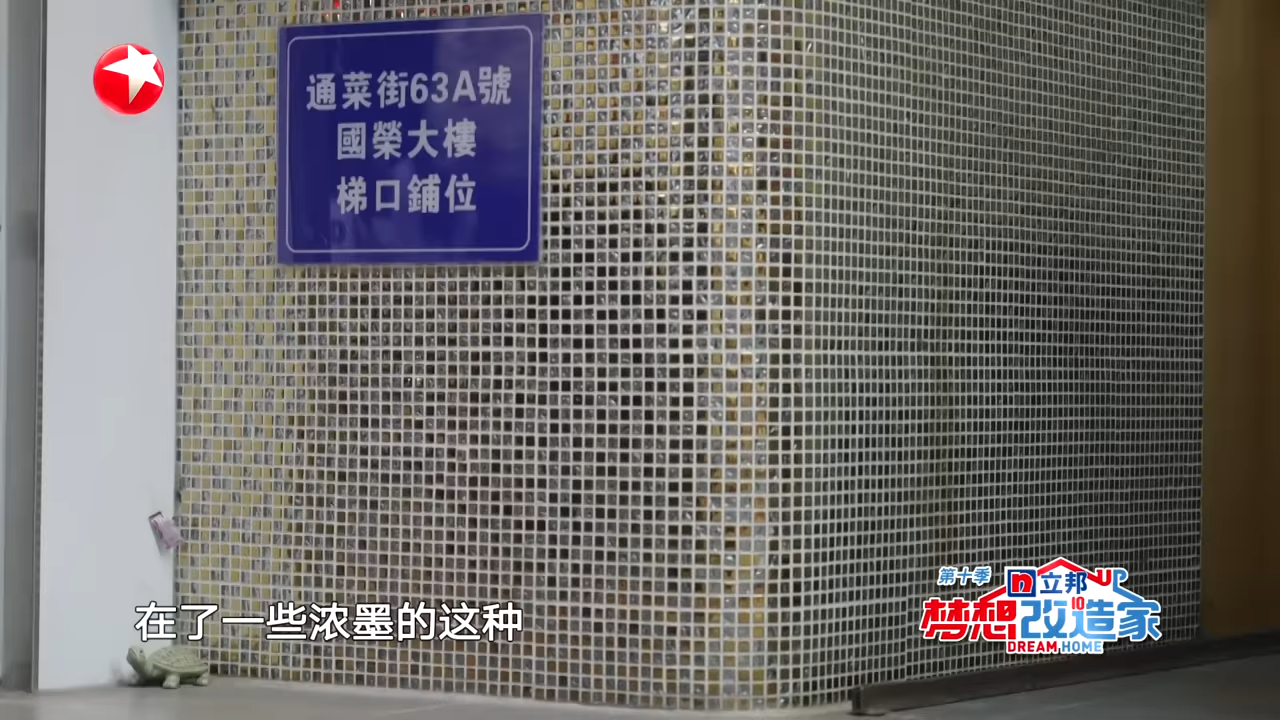 通菜街63A號
國榮大樓
梯口鋪位
第十季
立邦 UP
梦想改造家
10
DREAM HOME
在了一些浓墨的这种